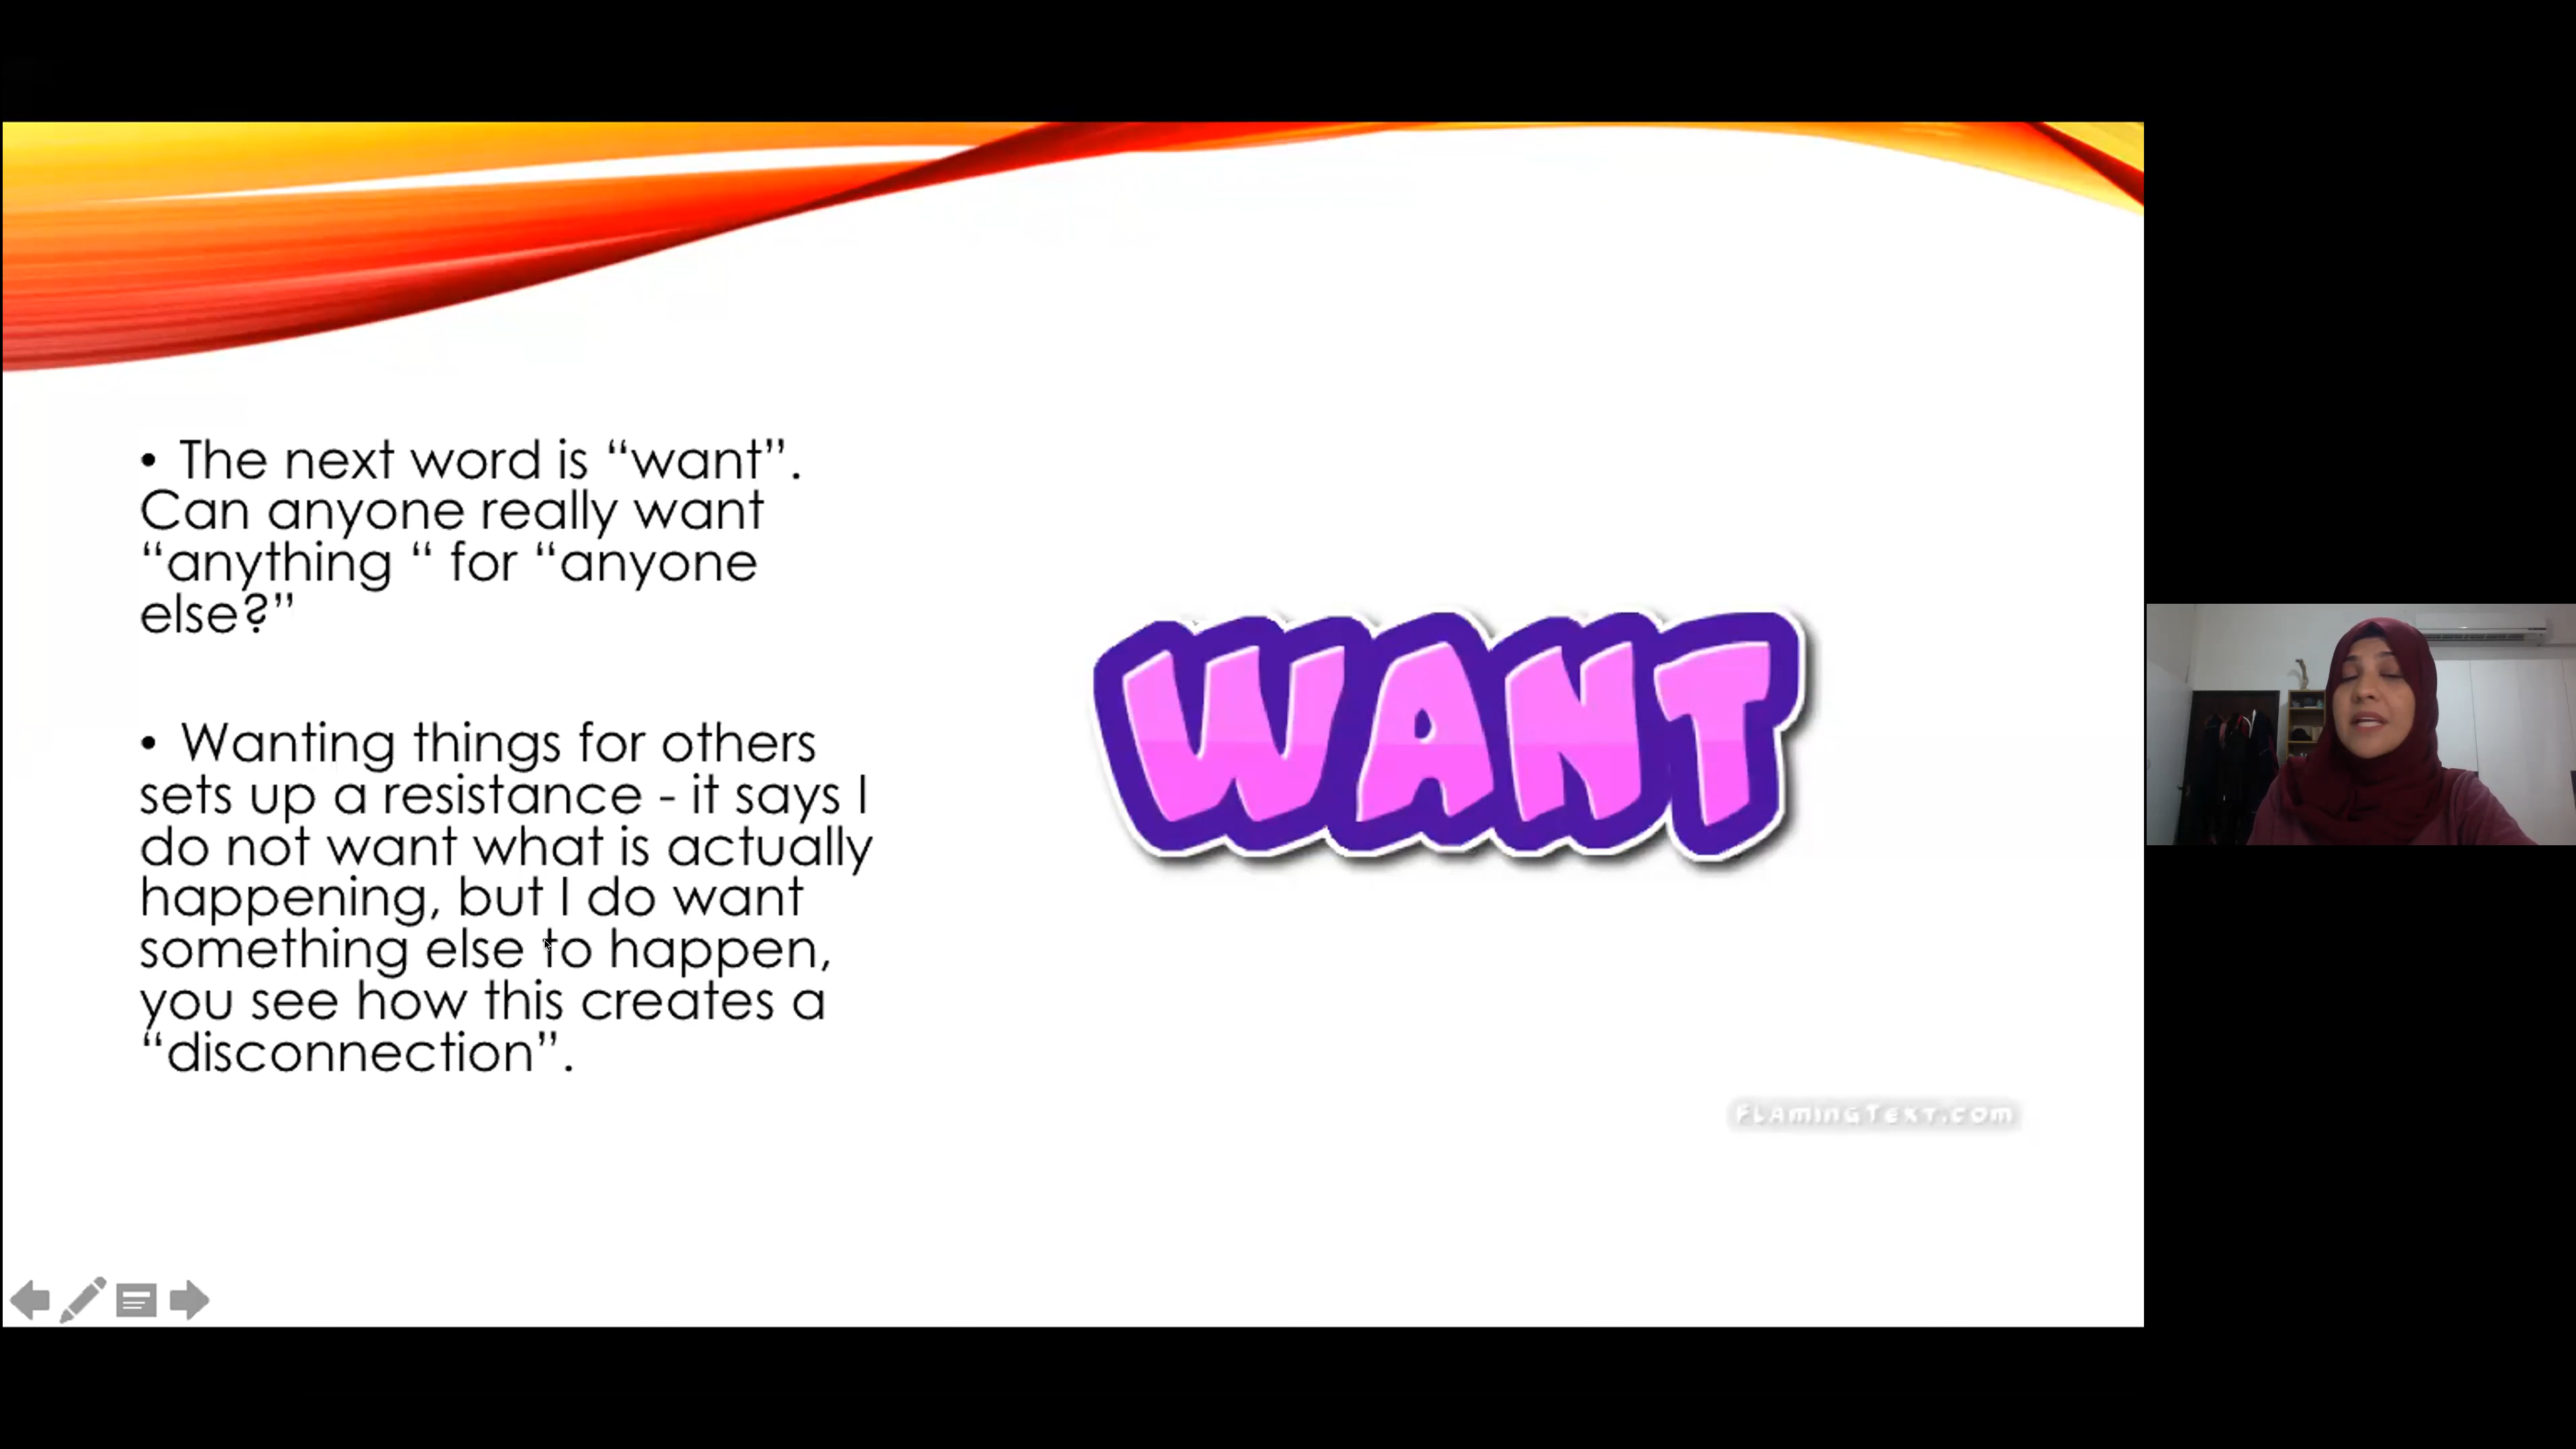 • The next word is “want”.
Can anyone really want
“anything “ for “anyone
else?”
• Wanting things for others
sets up a resistance - it says I
do not want what is actually
happening, but I do want
something else to happen,
you see how this creates a
“disconnection”.
WANT
FLAMINGTEXT.COM